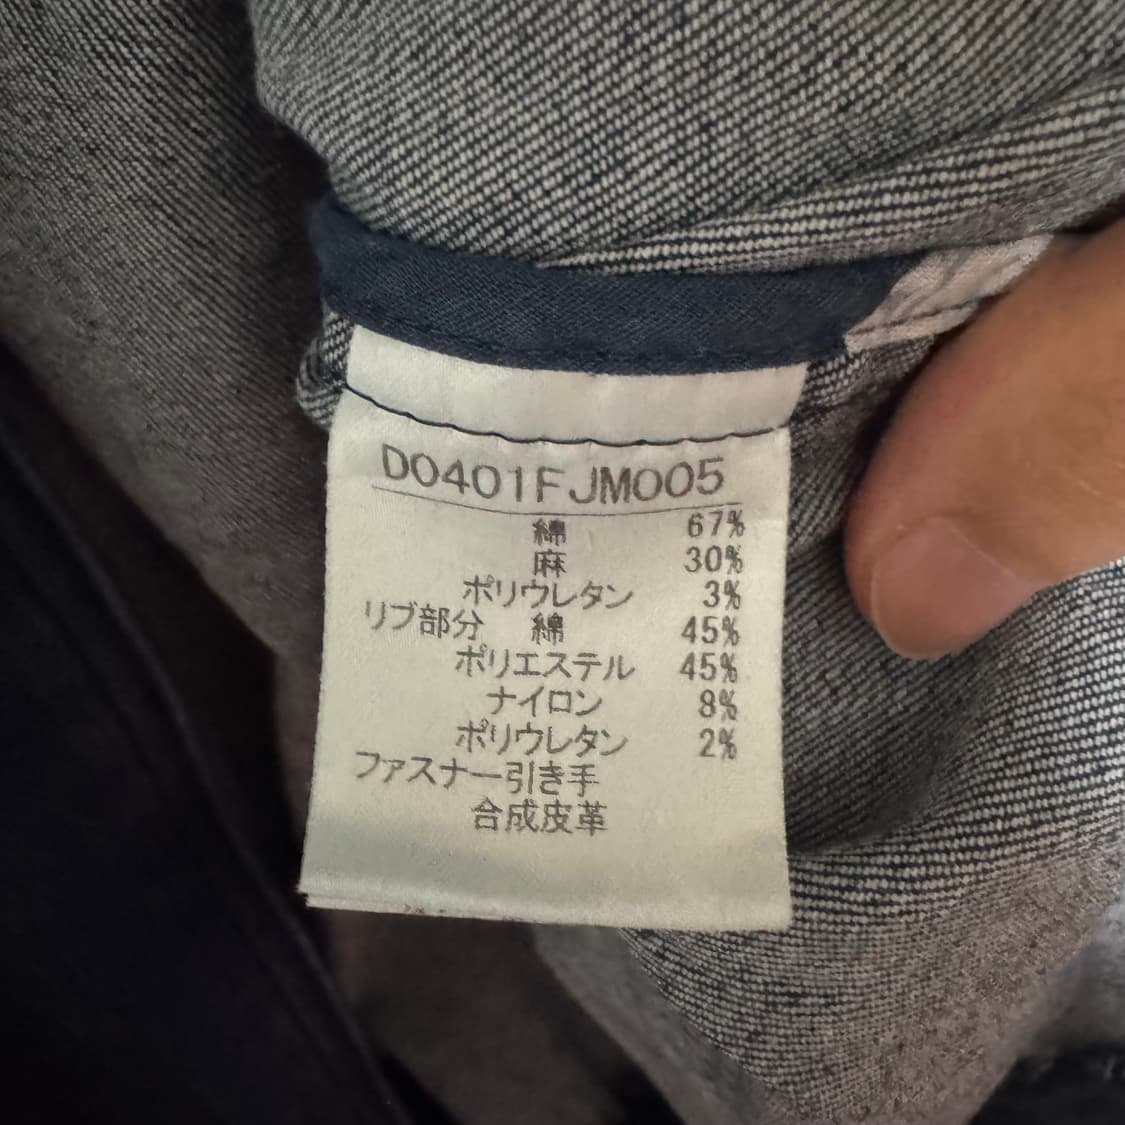 D0401FJM005
綿 67%
麻 30%
ポリウレタン 3%
リブ部分 綿 45%
ポリエステル 45%
ナイロン 8%
ポリウレタン 2%
ファスナー引き手
合成皮革